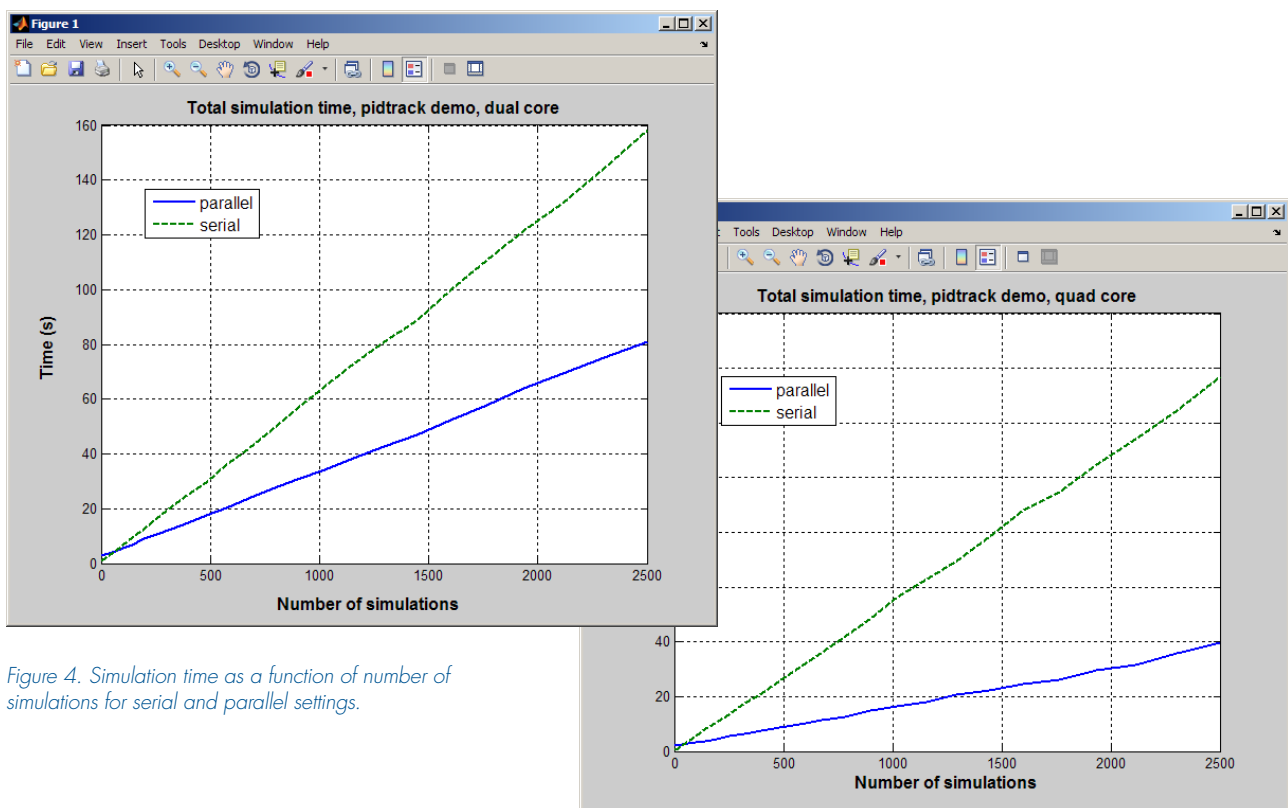 Figure 1
File Edit View Insert Tools Desktop Window Help
Total simulation time, pidtrack demo, dual core
160
140
120
100
80
60
40
20
0
Time (s)
parallel
serial
0 500 1000 1500 2000 2500
Number of simulations
Figure 4. Simulation time as a function of number of
simulations for serial and parallel settings.
Tools Desktop Window Help
Total simulation time, pidtrack demo, quad core
parallel
serial
40
20
0
0 500 1000 1500 2000 2500
Number of simulations